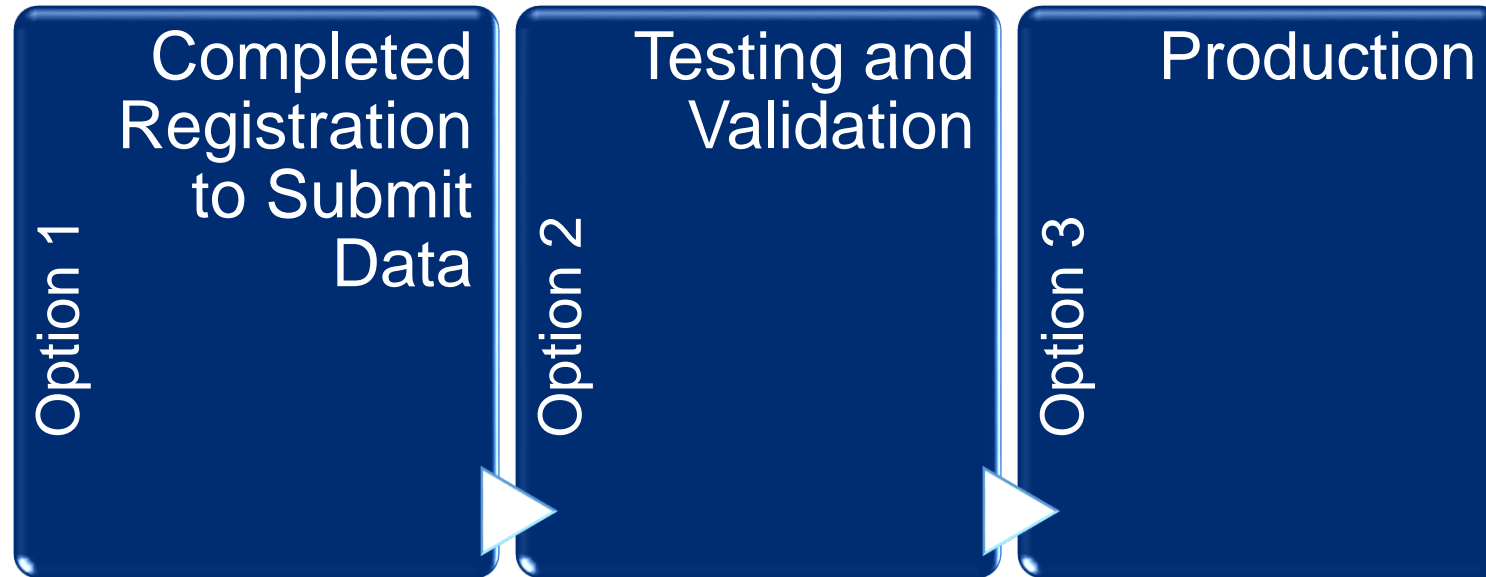 Option 1
Completed
Registration
to Submit
Data
Option 2
Testing and
Validation
Option 3
Production